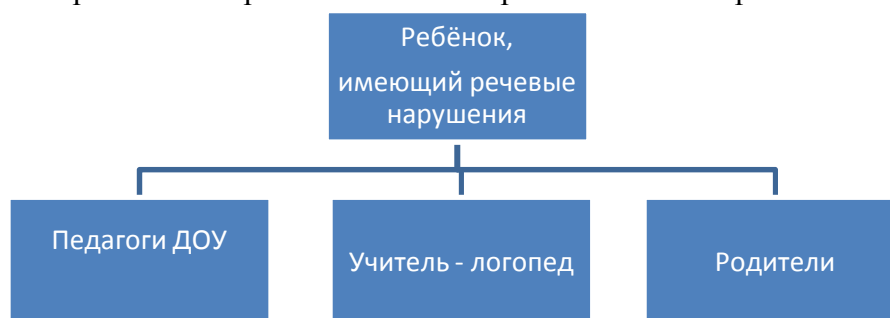 Ребёнок,
имеющий речевые
нарушения
Педагоги ДОУ
Учитель - логопед
Родители